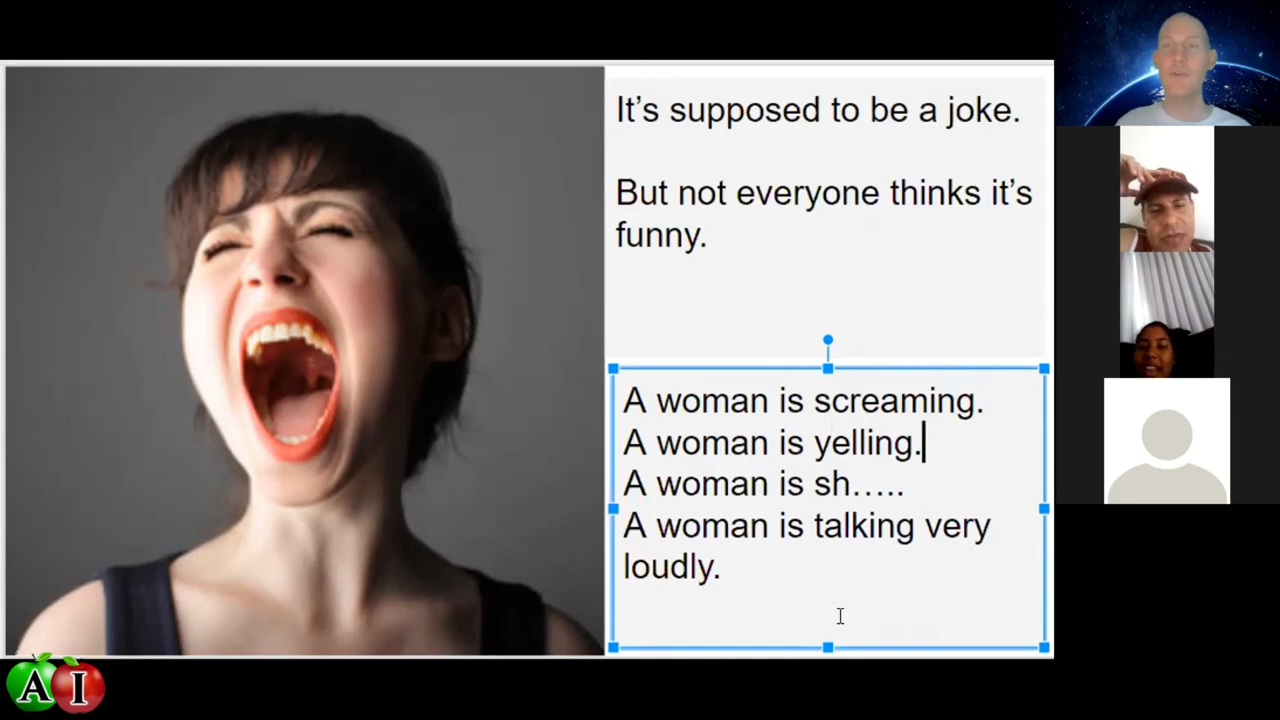 It’s supposed to be a joke.
But not everyone thinks it’s
funny.
A woman is screaming.
A woman is yelling.
A woman is sh…..
A woman is talking very
loudly.
A I